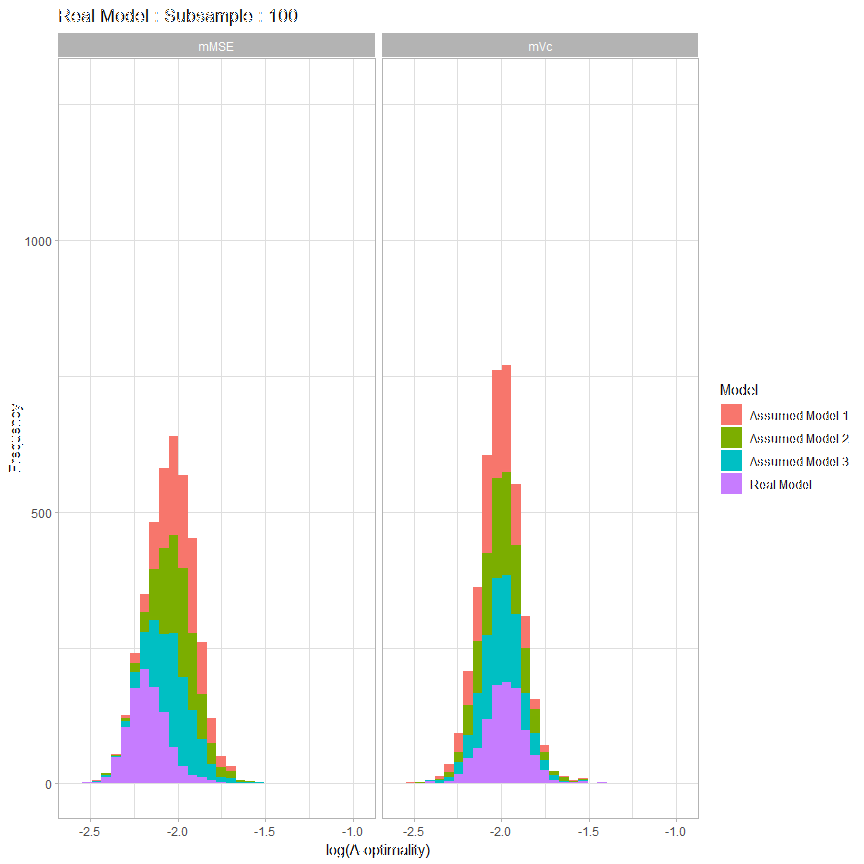 Real Model :: Subsample :: 100
mMSE
mVc
1000
500
0
Frequency
-2.5
-2.0
-1.5
-1.0
-2.5
-2.0
-1.5
-1.0
log(A-optimality)
Model
Assumed Model 1
Assumed Model 2
Assumed Model 3
Real Model